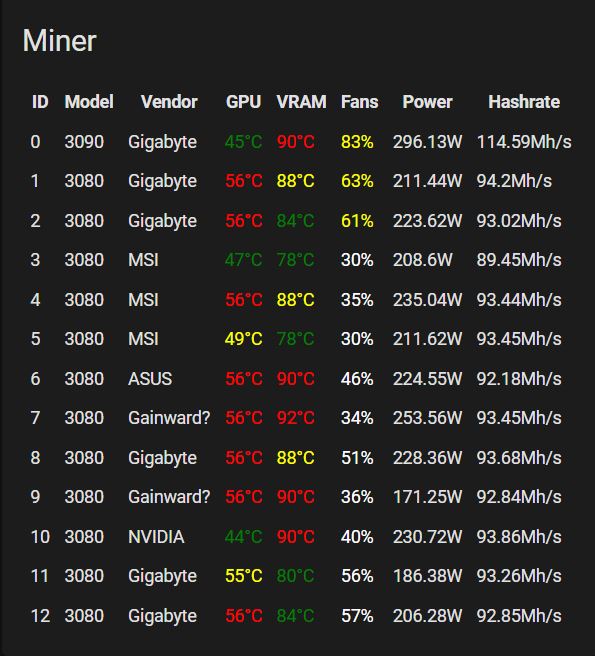 Miner
ID Model Vendor GPU VRAM Fans Power Hashrate
0 3090 Gigabyte 45°C 90°C 83% 296.13W 114.59Mh/s
1 3080 Gigabyte 56°C 88°C 63% 211.44W 94.2Mh/s
2 3080 Gigabyte 56°C 84°C 61% 223.62W 93.02Mh/s
3 3080 MSI 47°C 78°C 30% 208.6W 89.45Mh/s
4 3080 MSI 56°C 88°C 35% 235.04W 93.44Mh/s
5 3080 MSI 49°C 78°C 30% 211.62W 93.45Mh/s
6 3080 ASUS 56°C 90°C 46% 224.55W 92.18Mh/s
7 3080 Gainward? 56°C 92°C 34% 253.56W 93.45Mh/s
8 3080 Gigabyte 56°C 88°C 51% 228.36W 93.68Mh/s
9 3080 Gainward? 56°C 90°C 36% 171.25W 92.84Mh/s
10 3080 NVIDIA 44°C 90°C 40% 230.72W 93.86Mh/s
11 3080 Gigabyte 55°C 80°C 56% 186.38W 93.26Mh/s
12 3080 Gigabyte 56°C 84°C 57% 206.28W 92.85Mh/s